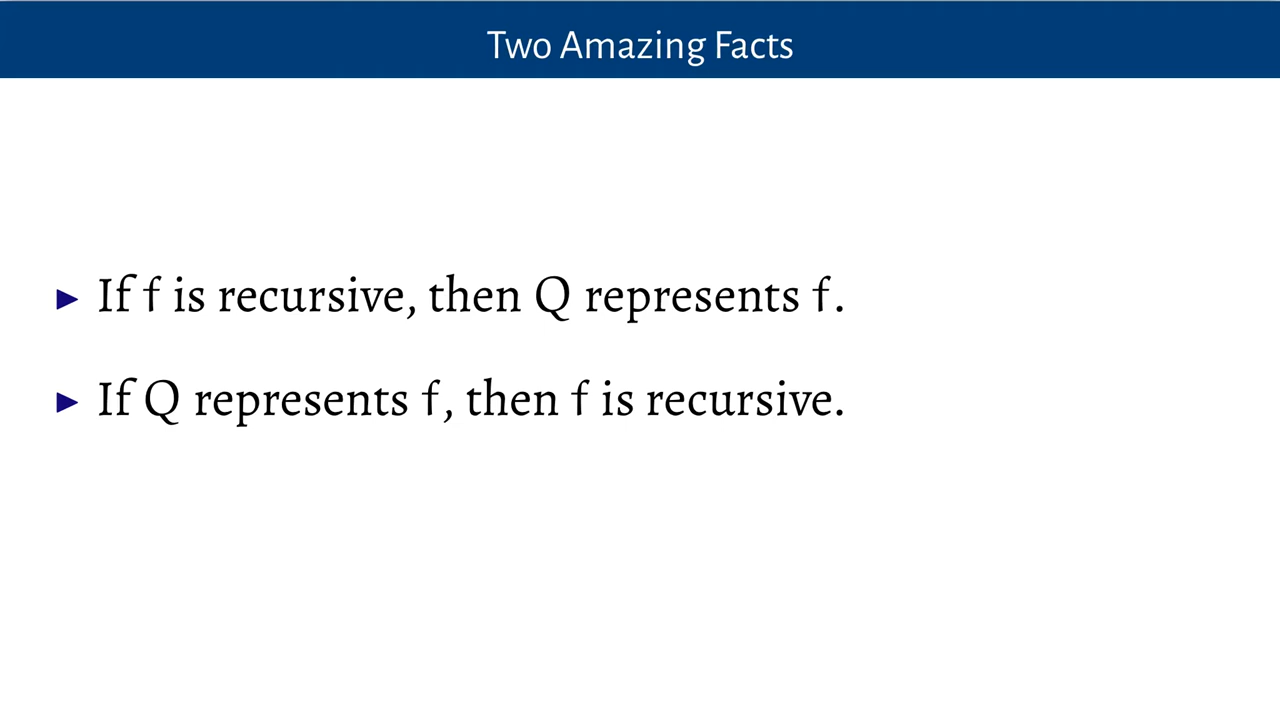 Two Amazing Facts
▶ If f is recursive, then Q represents f.
▶ If Q represents f, then f is recursive.